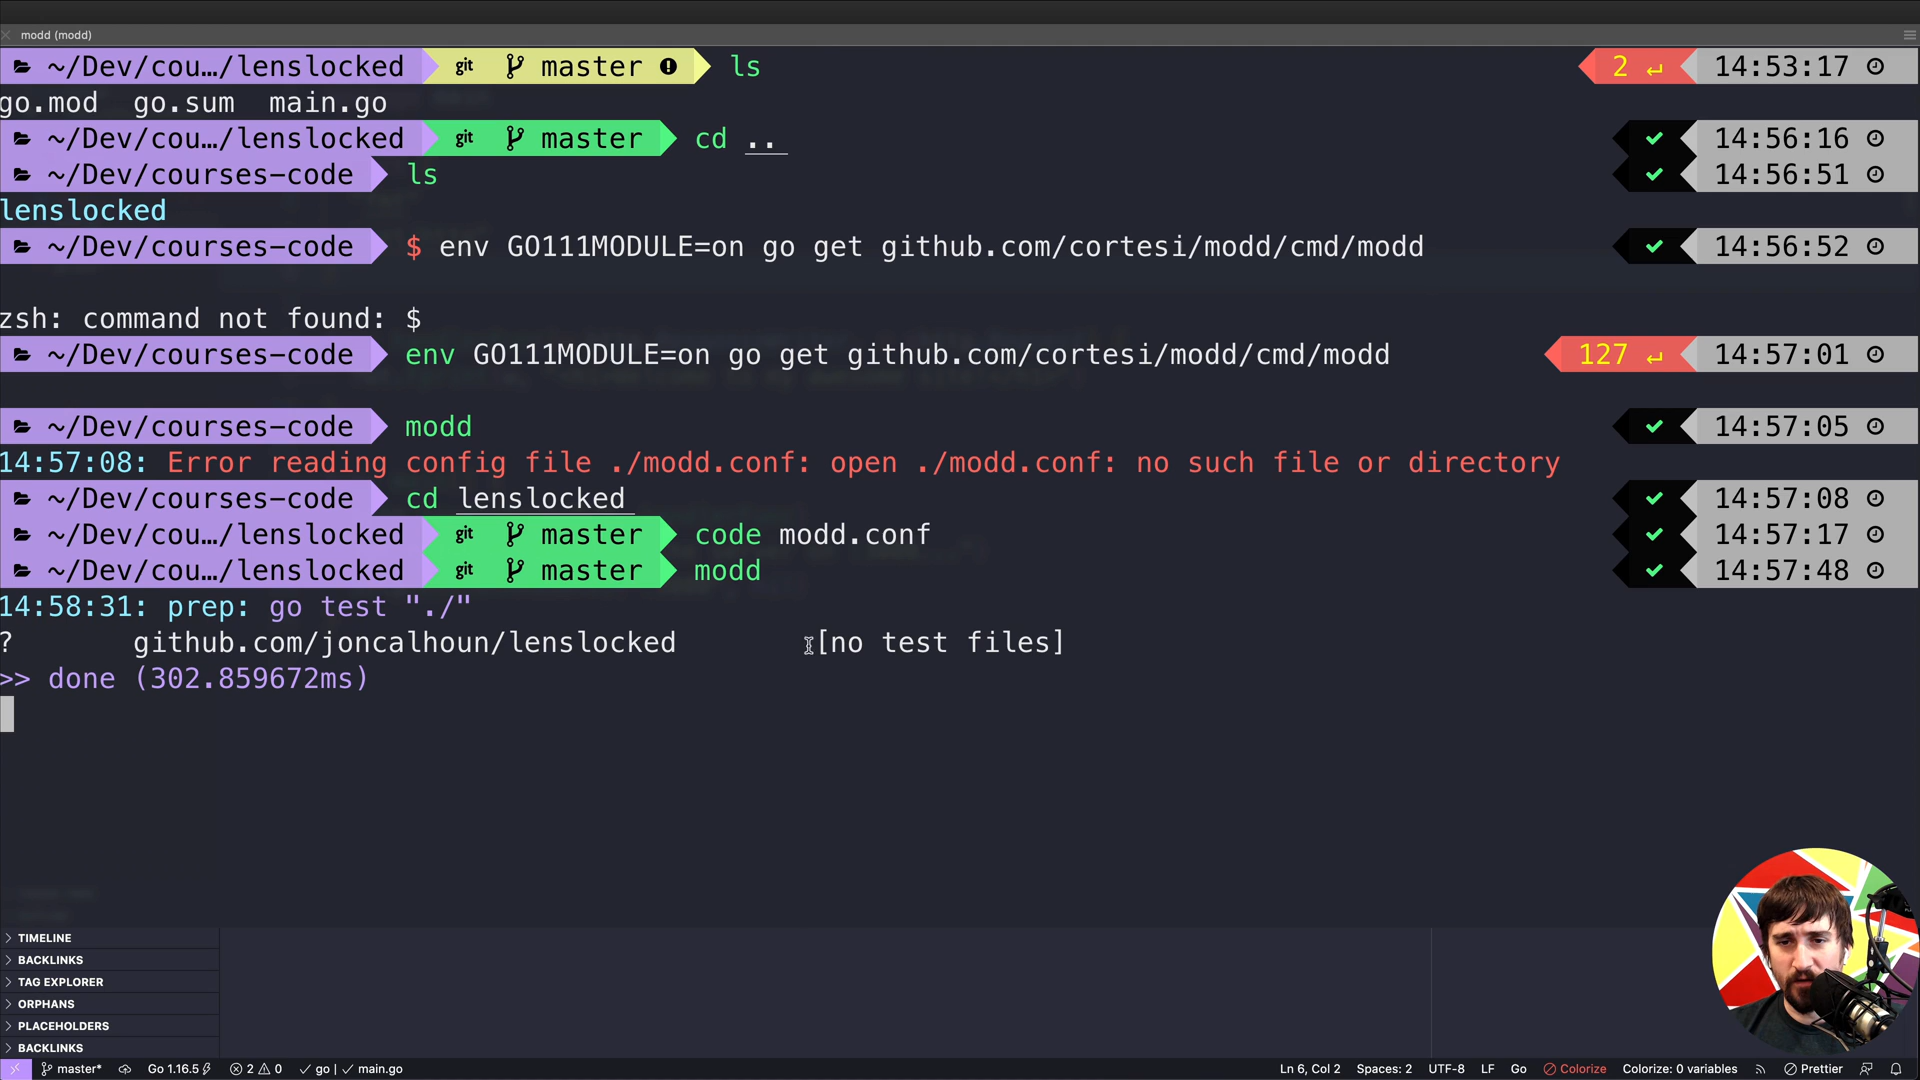 modd (modd)
~/Dev/cou…/lenslocked git master ls 2 ↵ 14:53:17
go.mod go.sum main.go
~/Dev/cou…/lenslocked git master cd .. ✔ 14:56:16
~/Dev/courses-code ls ✔ 14:56:51
lenslocked
~/Dev/courses-code $ env GO111MODULE=on go get github.com/cortesi/modd/cmd/modd ✔ 14:56:52
zsh: command not found: $
~/Dev/courses-code env GO111MODULE=on go get github.com/cortesi/modd/cmd/modd 127 ↵ 14:57:01
~/Dev/courses-code modd ✔ 14:57:05
14:57:08: Error reading config file ./modd.conf: open ./modd.conf: no such file or directory
~/Dev/courses-code cd lenslocked ✔ 14:57:08
~/Dev/cou…/lenslocked git master code modd.conf ✔ 14:57:17
~/Dev/cou…/lenslocked git master modd ✔ 14:57:48
14:58:31: prep: go test "./"
? github.com/joncalhoun/lenslocked [no test files]
>> done (302.859672ms)
TIMELINE
BACKLINKS
TAG EXPLORER
ORPHANS
PLACEHOLDERS
BACKLINKS
master* Go 1.16.5 2 0 ✓ go | ✓ main.go Ln 6, Col 2 Spaces: 2 UTF-8 LF Go Colorize Colorize: 0 variables Prettier